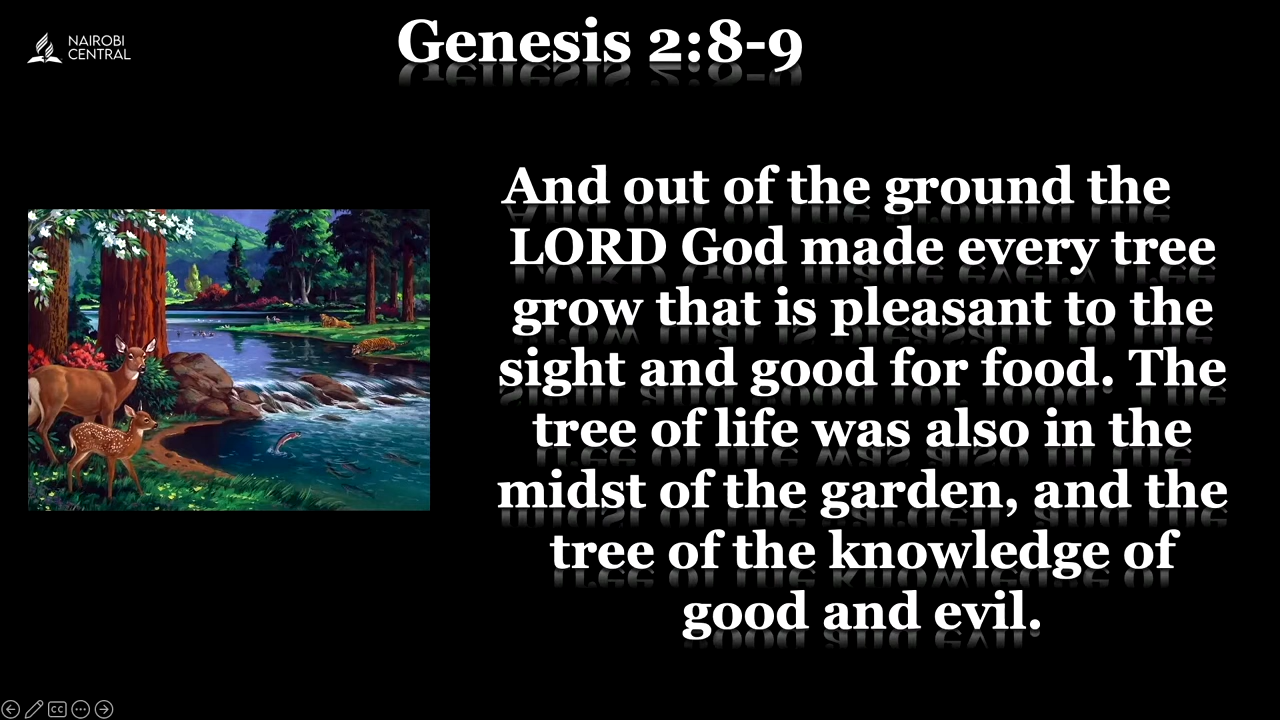 NAIROBI
CENTRAL
Genesis 2:8-9
And out of the ground the
LORD God made every tree
grow that is pleasant to the
sight and good for food. The
tree of life was also in the
midst of the garden, and the
tree of the knowledge of
good and evil.
CC